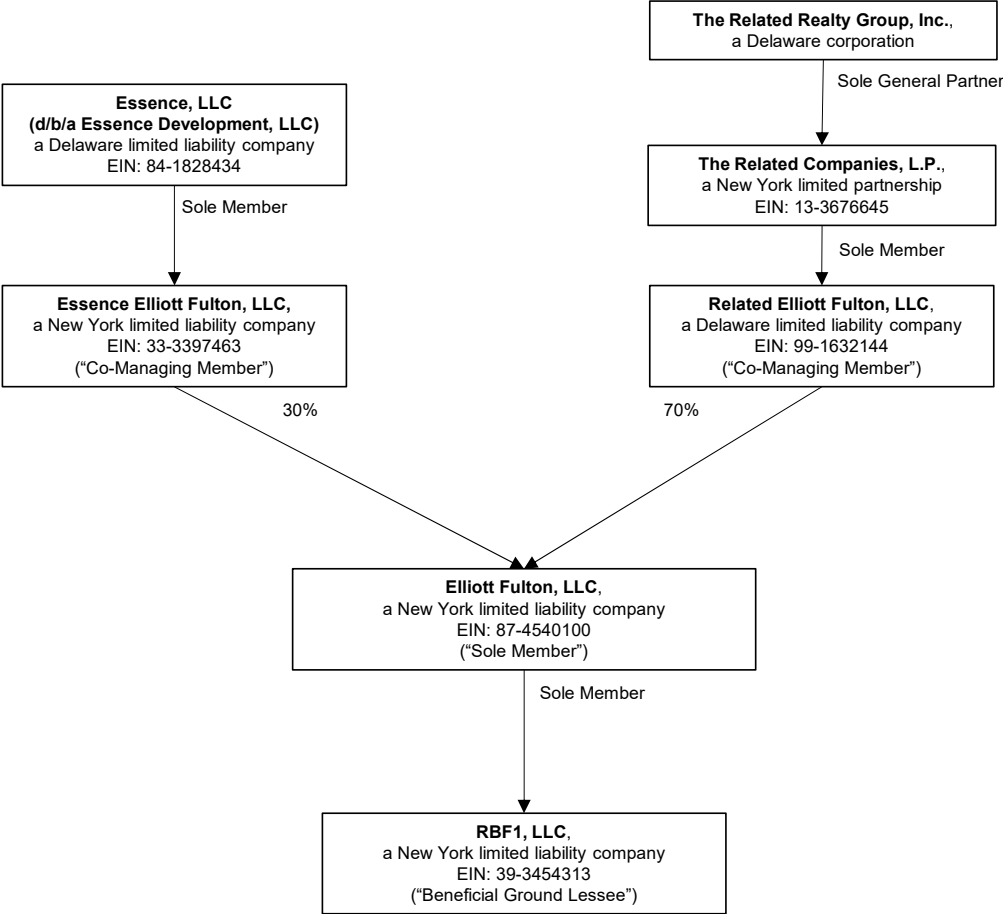 The Related Realty Group, Inc.,
a Delaware corporation
Sole General Partner
Essence, LLC
(d/b/a Essence Development, LLC)
a Delaware limited liability company
EIN: 84-1828434
The Related Companies, L.P.,
a New York limited partnership
EIN: 13-3676645
Sole Member
Sole Member
Essence Elliott Fulton, LLC,
a New York limited liability company
EIN: 33-3397463
(“Co-Managing Member”)
Related Elliott Fulton, LLC,
a Delaware limited liability company
EIN: 99-1632144
(“Co-Managing Member”)
30%
70%
Elliott Fulton, LLC,
a New York limited liability company
EIN: 87-4540100
(“Sole Member”)
Sole Member
RBF1, LLC,
a New York limited liability company
EIN: 39-3454313
(“Beneficial Ground Lessee”)